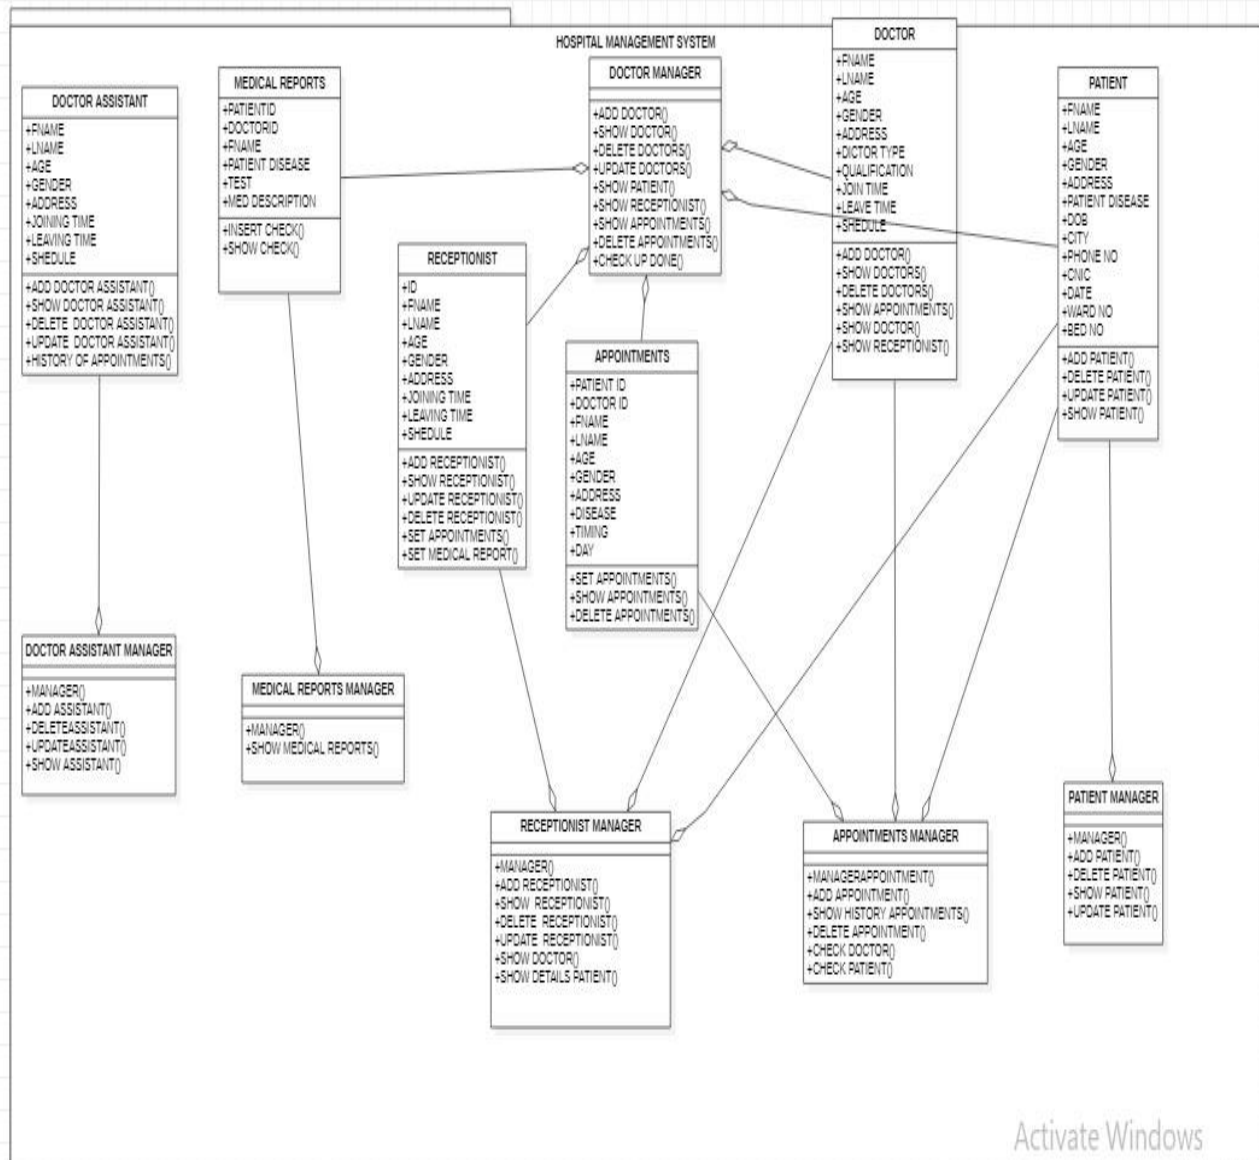 HOSPITAL MANAGEMENT SYSTEM
DOCTOR ASSISTANT
+FNAME
+LNAME
+AGE
+GENDER
+ADDRESS
+JOINING TIME
+LEAVING TIME
+SHEDULE
+ADD DOCTOR ASSISTANT()
+SHOW DOCTOR ASSISTANT()
+DELETE DOCTOR ASSISTANT()
+UPDATE DOCTOR ASSISTANT()
+HISTORY OF APPOINTMENTS()
MEDICAL REPORTS
+PATIENTID
+DOCTORID
+FNAME
+PATIENT DISEASE
+TEST
+MED DESCRIPTION
+INSERT CHECK()
+SHOW CHECK()
RECEPTIONIST
+ID
+FNAME
+LNAME
+AGE
+GENDER
+ADDRESS
+JOINING TIME
+LEAVING TIME
+SHEDULE
+ADD RECEPTIONIST()
+SHOW RECEPTIONIST()
+UPDATE RECEPTIONIST()
+DELETE RECEPTIONIST()
+SET APPOINTMENTS()
+SET MEDICAL REPORT()
DOCTOR MANAGER
+ADD DOCTOR()
+SHOW DOCTOR()
+DELETE DOCTORS()
+UPDATE DOCTORS()
+SHOW PATIENT()
+SHOW RECEPTIONIST()
+SHOW APPOINTMENTS()
+DELETE APPOINTMENTS()
+CHECK UP DONE()
APPOINTMENTS
+PATIENT ID
+DOCTOR ID
+FNAME
+LNAME
+AGE
+GENDER
+ADDRESS
+DISEASE
+TIMING
+DAY
+SET APPOINTMENTS()
+SHOW APPOINTMENTS()
+DELETE APPOINTMENTS()
DOCTOR
+FNAME
+LNAME
+AGE
+GENDER
+ADDRESS
+DICTOR TYPE
+QUALIFICATION
+JOIN TIME
+LEAVE TIME
+SHEDULE
+ADD DOCTOR()
+SHOW DOCTORS()
+DELETE DOCTORS()
+SHOW APPOINTMENTS()
+SHOW DOCTOR()
+SHOW RECEPTIONIST()
PATIENT
+FNAME
+LNAME
+AGE
+GENDER
+ADDRESS
+PATIENT DISEASE
+DOB
+CITY
+PHONE NO
+CNIC
+DATE
+WARD NO
+BED NO
+ADD PATIENT()
+DELETE PATIENT()
+UPDATE PATIENT()
+SHOW PATIENT()
DOCTOR ASSISTANT MANAGER
+MANAGER()
+ADD ASSISTANT()
+DELETEASSISTANT()
+UPDATEASSISTANT()
+SHOW ASSISTANT()
MEDICAL REPORTS MANAGER
+MANAGER()
+SHOW MEDICAL REPORTS()
RECEPTIONIST MANAGER
+MANAGER()
+ADD RECEPTIONIST()
+SHOW RECEPTIONIST()
+DELETE RECEPTIONIST()
+UPDATE RECEPTIONIST()
+SHOW DOCTOR()
+SHOW DETAILS PATIENT()
APPOINTMENTS MANAGER
+MANAGERAPPOINTMENT()
+ADD APPOINTMENT()
+SHOW HISTORY APPOINTMENTS()
+DELETE APPOINTMENT()
+CHECK DOCTOR()
+CHECK PATIENT()
PATIENT MANAGER
+MANAGER()
+ADD PATIENT()
+DELETE PATIENT()
+SHOW PATIENT()
+UPDATE PATIENT()
Activate Windows